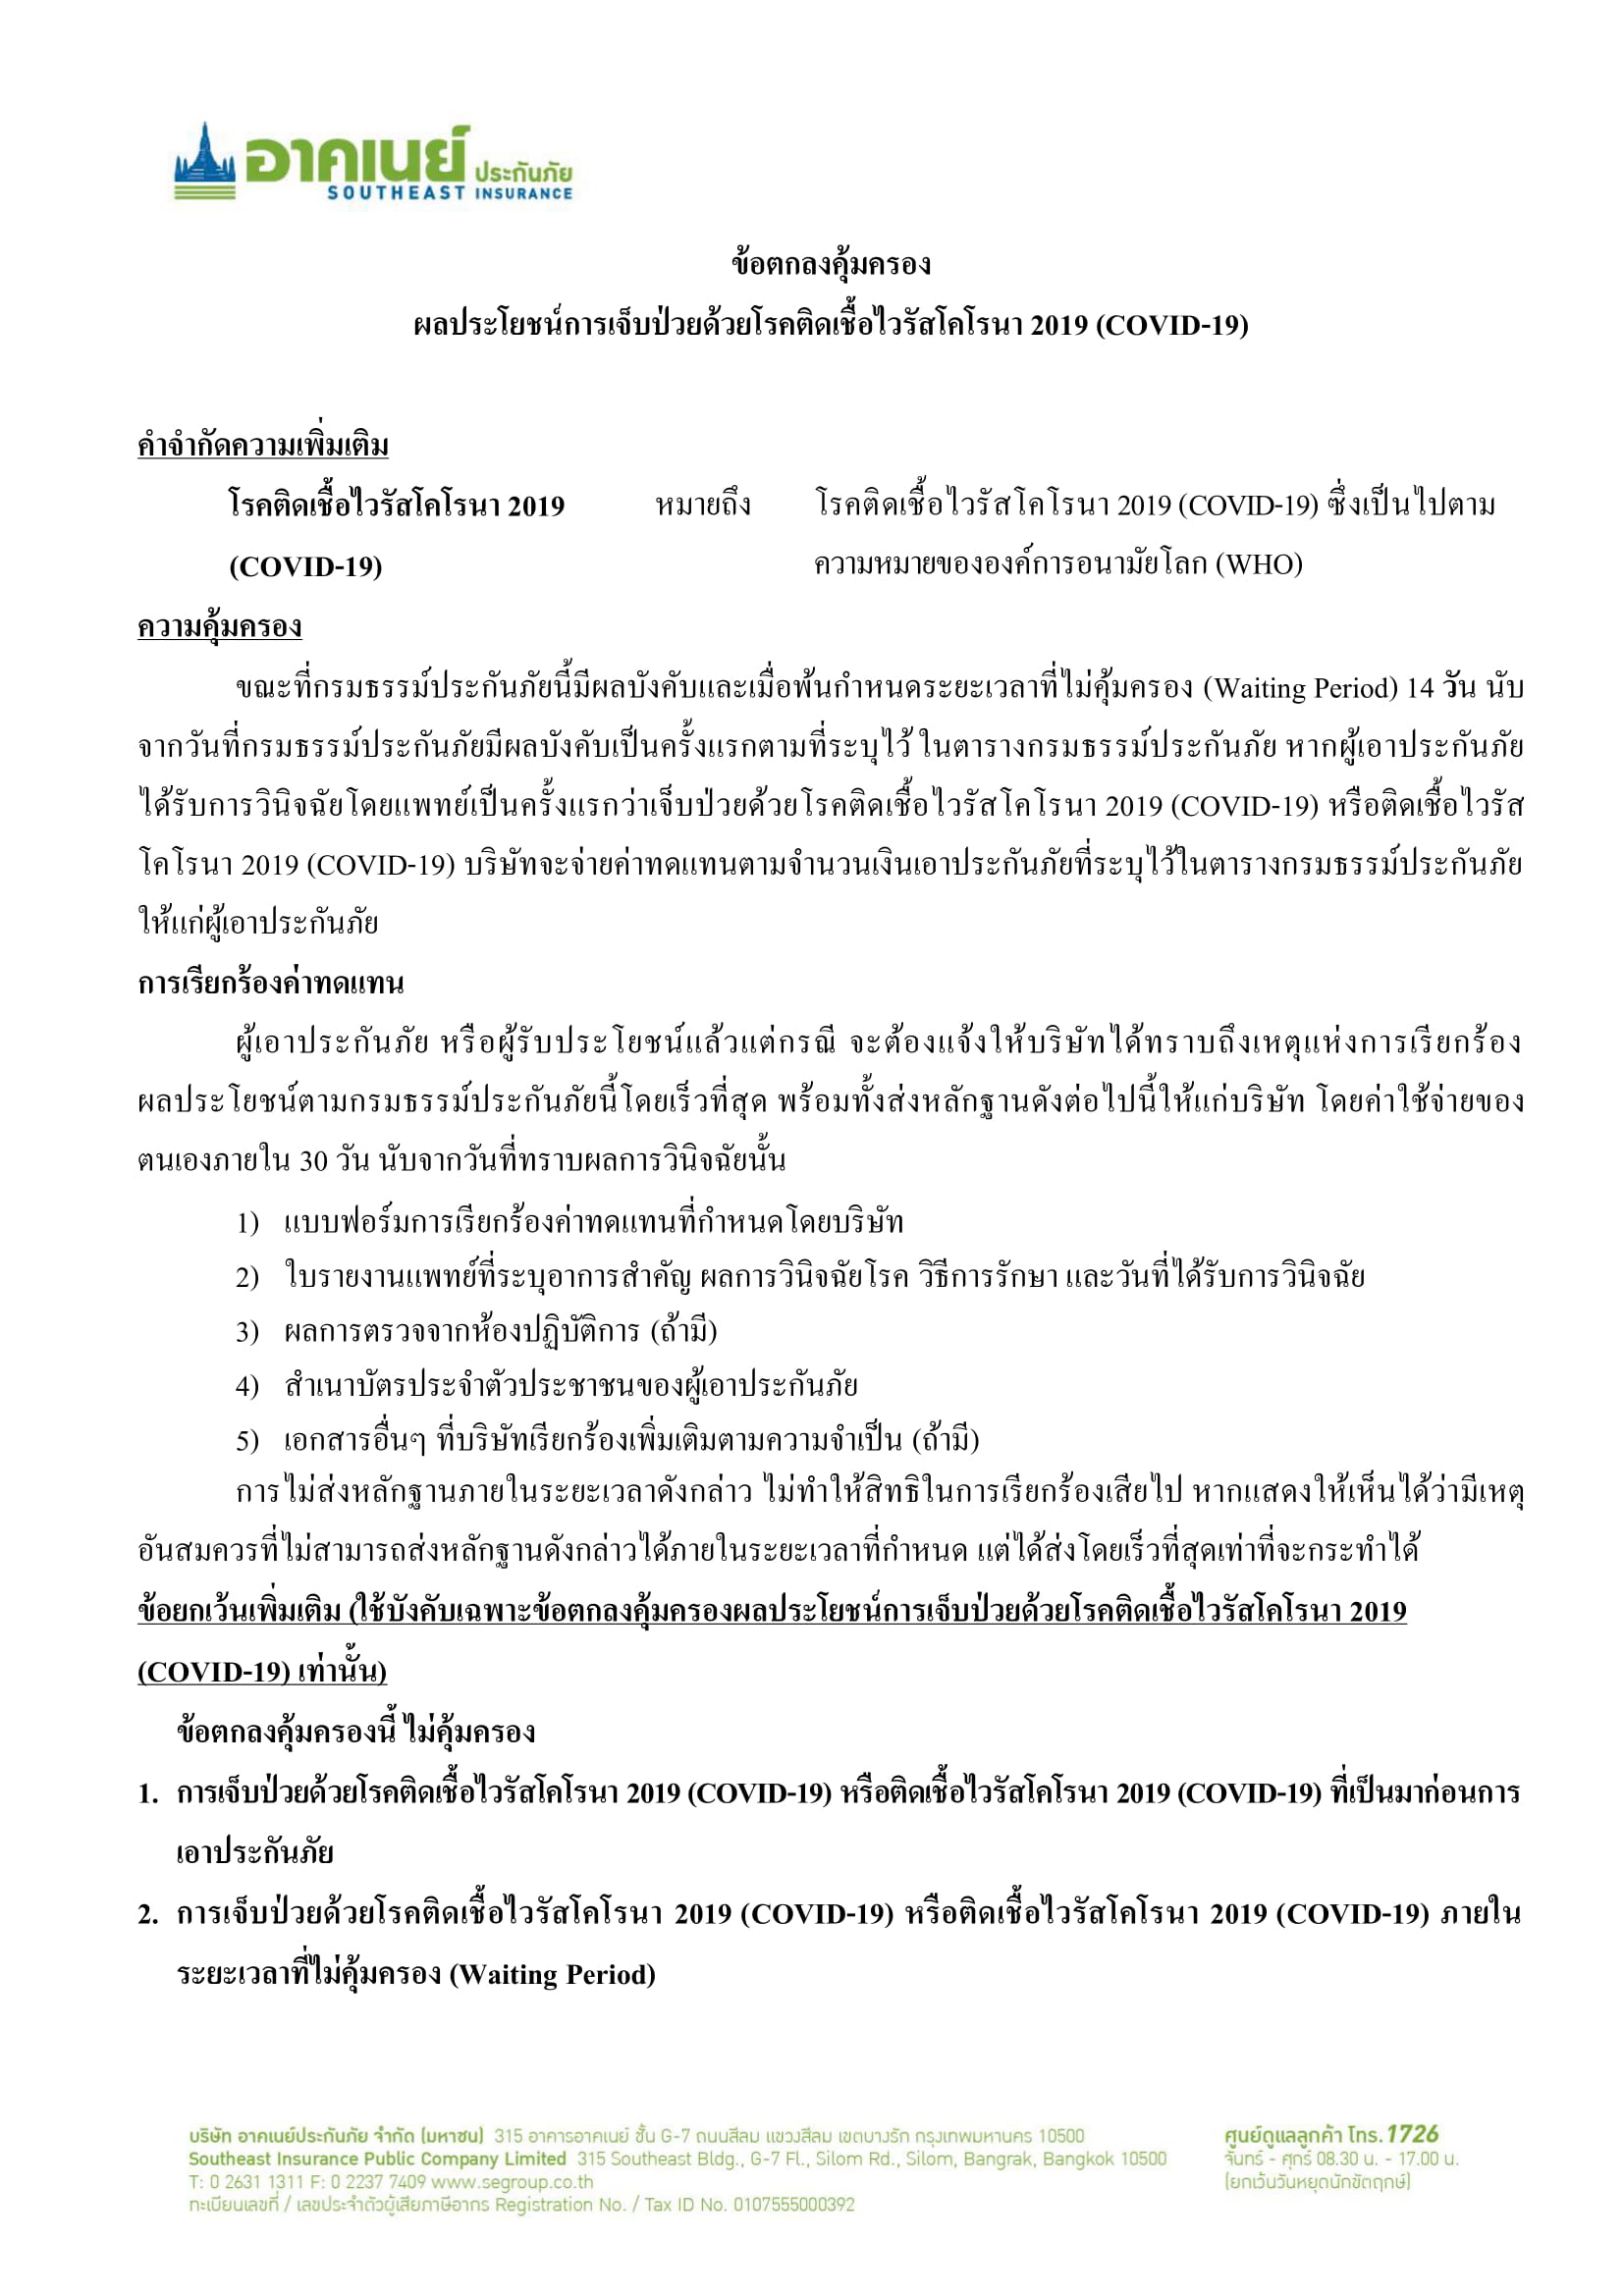 อาคเนย์ ประกันภัย
SOUTHEAST INSURANCE
ข้อตกลงคุ้มครอง
ผลประโยชน์การเจ็บป่วยด้วยโรคติดเชื้อไวรัสโคโรนา 2019 (COVID-19)
คำจำกัดความเพิ่มเติม
โรคติดเชื้อไวรัสโคโรนา 2019 หมายถึง โรคติดเชื้อไวรัสโคโรนา 2019 (COVID-19) ซึ่งเป็นไปตาม
(COVID-19) ความหมายขององค์การอนามัยโลก (WHO)
ความคุ้มครอง
ขณะที่กรมธรรม์ประกันภัยนี้มีผลบังคับและเมื่อพ้นกำหนดระยะเวลาที่ไม่คุ้มครอง (Waiting Period) 14 วัน นับ
จากวันที่กรมธรรม์ประกันภัยมีผลบังคับเป็นครั้งแรกตามที่ระบุไว้ ในตารางกรมธรรม์ประกันภัย หากผู้เอาประกันภัย
ได้รับการวินิจฉัยโดยแพทย์เป็นครั้งแรกว่าเจ็บป่วยด้วยโรคติดเชื้อไวรัสโคโรนา 2019 (COVID-19) หรือติดเชื้อไวรัส
โคโรนา 2019 (COVID-19) บริษัทจะจ่ายค่าทดแทนตามจำนวนเงินเอาประกันภัยที่ระบุไว้ในตารางกรมธรรม์ประกันภัย
ให้แก่ผู้เอาประกันภัย
การเรียกร้องค่าทดแทน
ผู้เอาประกันภัย หรือผู้รับประโยชน์แล้วแต่กรณี จะต้องแจ้งให้บริษัทได้ทราบถึงเหตุแห่งการเรียกร้อง
ผลประโยชน์ตามกรมธรรม์ประกันภัยนี้โดยเร็วที่สุด พร้อมทั้งส่งหลักฐานดังต่อไปนี้ให้แก่บริษัท โดยค่าใช้จ่ายของ
ตนเองภายใน 30 วัน นับจากวันที่ทราบผลการวินิจฉัยนั้น
1) แบบฟอร์มการเรียกร้องค่าทดแทนที่กำหนดโดยบริษัท
2) ใบรายงานแพทย์ที่ระบุอาการสำคัญ ผลการวินิจฉัยโรค วิธีการรักษา และวันที่ได้รับการวินิจฉัย
3) ผลการตรวจจากห้องปฏิบัติการ (ถ้ามี)
4) สำเนาบัตรประจำตัวประชาชนของผู้เอาประกันภัย
5) เอกสารอื่นๆ ที่บริษัทเรียกร้องเพิ่มเติมตามความจำเป็น (ถ้ามี)
การไม่ส่งหลักฐานภายในระยะเวลาดังกล่าว ไม่ทำให้สิทธิในการเรียกร้องเสียไป หากแสดงให้เห็นได้ว่ามีเหตุ
อันสมควรที่ไม่สามารถส่งหลักฐานดังกล่าวได้ภายในระยะเวลาที่กำหนด แต่ได้ส่งโดยเร็วที่สุดเท่าที่จะกระทำได้
ข้อยกเว้นเพิ่มเติม (ใช้บังคับเฉพาะข้อตกลงคุ้มครองผลประโยชน์การเจ็บป่วยด้วยโรคติดเชื้อไวรัสโคโรนา 2019
(COVID-19) เท่านั้น)
ข้อตกลงคุ้มครองนี้ ไม่คุ้มครอง
1. การเจ็บป่วยด้วยโรคติดเชื้อไวรัสโคโรนา 2019 (COVID-19) หรือติดเชื้อไวรัสโคโรนา 2019 (COVID-19) ที่เป็นมาก่อนการ
เอาประกันภัย
2. การเจ็บป่วยด้วยโรคติดเชื้อไวรัสโคโรนา 2019 (COVID-19) หรือติดเชื้อไวรัสโคโรนา 2019 (COVID-19) ภายใน
ระยะเวลาที่ไม่คุ้มครอง (Waiting Period)
บริษัท อาคเนย์ประกันภัย จำกัด (มหาชน) 315 อาคารอาคเนย์ ชั้น G-7 ถนนสีลม แขวงสีลม เขตบางรัก กรุงเทพมหานคร 10500
Southeast Insurance Public Company Limited 315 Southeast Bldg., G-7 Fl., Silom Rd., Silom, Bangrak, Bangkok 10500
T: 0 2631 1311 F: 0 2237 7409 www.segroup.co.th
ทะเบียนเลขที่ / เลขประจำตัวผู้เสียภาษีอากร Registration No. / Tax ID No. 0107555000392
ศูนย์ดูแลลูกค้า โทร.1726
จันทร์ - ศุกร์ 08.30 น. - 17.00 น.
(ยกเว้นวันหยุดนักขัตฤกษ์)